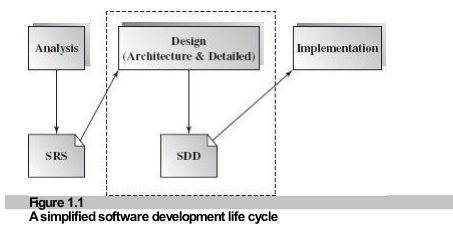 Analysis
Design
(Architecture & Detailed)
Implementation
SRS
SDD
Figure 1.1
A simplified software development life cycle